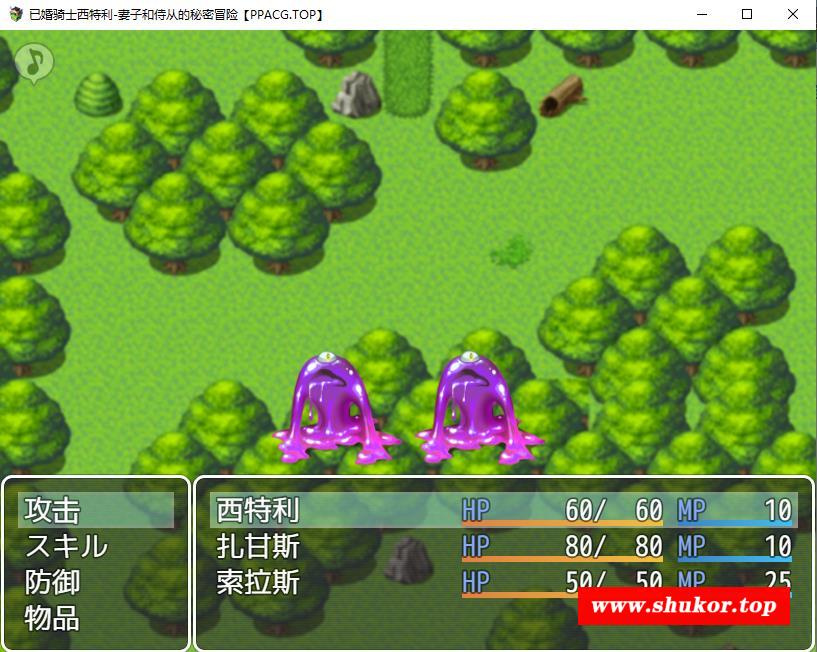 已婚骑士西特利-妻子和侍从的秘密冒险【PPACG.TOP】
攻击
スキル
防御
物品
西特利 HP 60/ 60 MP 10
扎甘斯 HP 80/ 80 MP 10
索拉斯 HP 50/ 50 MP 25
www.shukor.top